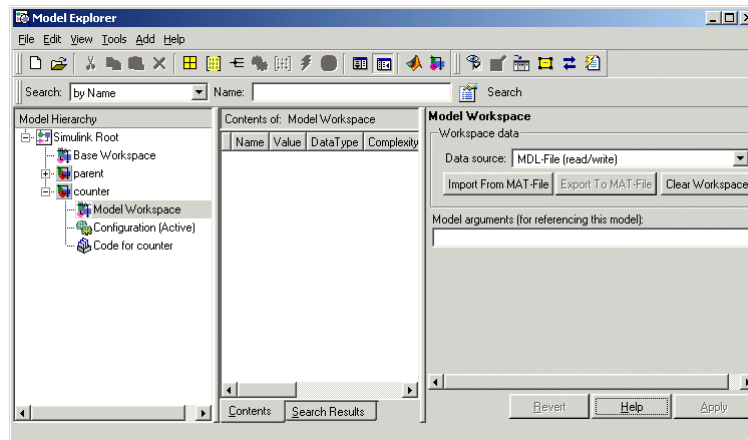 Model Explorer
File Edit View Tools Add Help
Search: by Name Name: Search
Model Hierarchy
Simulink Root
Base Workspace
parent
counter
Model Workspace
Configuration (Active)
Code for counter
Contents of: Model Workspace
Name Value DataType Complexity
Contents Search Results
Model Workspace
Workspace data
Data source: MDL-File (read/write)
Import From MAT-File Export To MAT-File Clear Workspace
Model arguments (for referencing this model):
Revert Help Apply